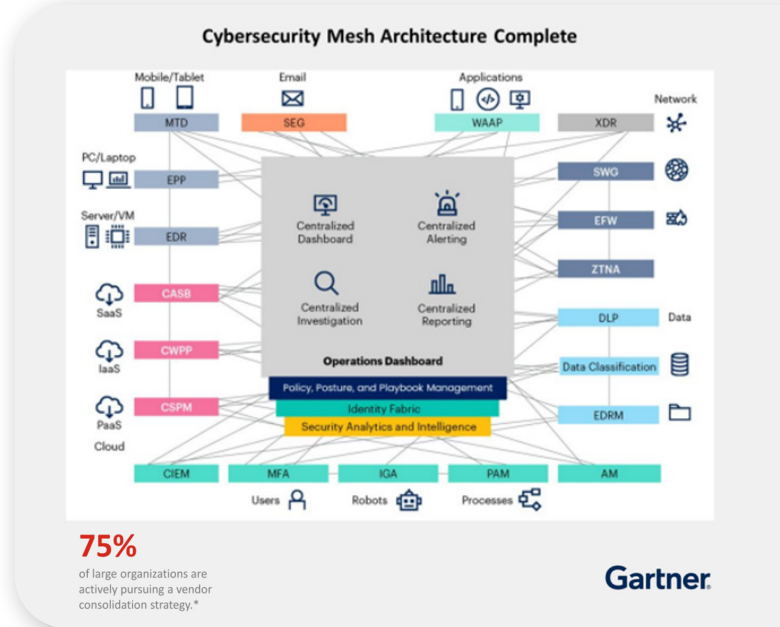 Cybersecurity Mesh Architecture Complete
Mobile/Tablet
Email
Applications
Network
MTD
SEG
WAAP
XDR
PC/Laptop
EPP
SWG
Server/VM
EDR
EFW
Centralized
Dashboard
Centralized
Alerting
CASB
SaaS
ZTNA
Centralized
Investigation
Centralized
Reporting
DLP
Data
CWPP
IaaS
Operations Dashboard
Data Classification
Policy, Posture, and Playbook Management
CSPM
PaaS
Identity Fabric
EDRM
Security Analytics and Intelligence
Cloud
CIEM
MFA
IGA
PAM
AM
Users
Robots
Processes
75%
of large organizations are
actively pursuing a vendor
consolidation strategy.*
Gartner.